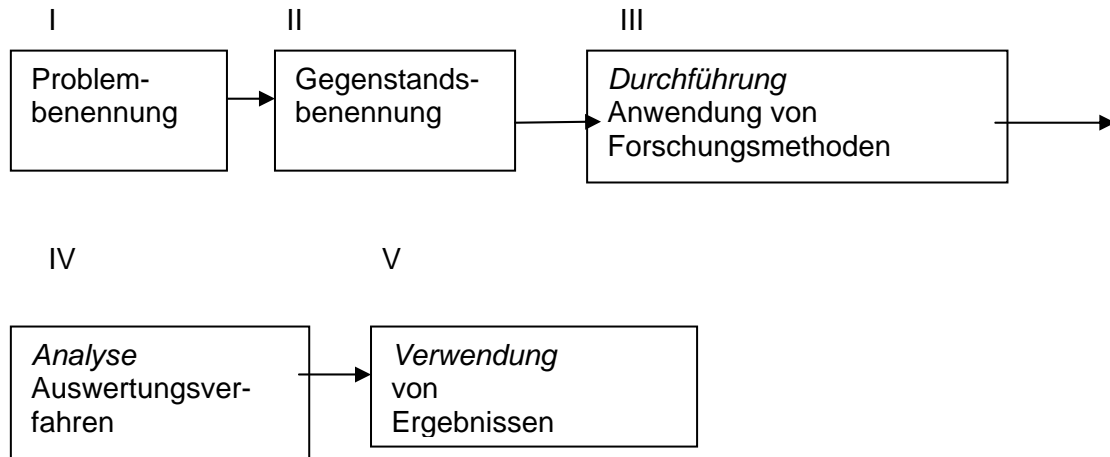 I
II
III
Problem-
benennung
Gegenstands-
benennung
Durchführung
Anwendung von
Forschungsmethoden
IV
V
Analyse
Auswertungsver-
fahren
Verwendung
von
Ergebnissen